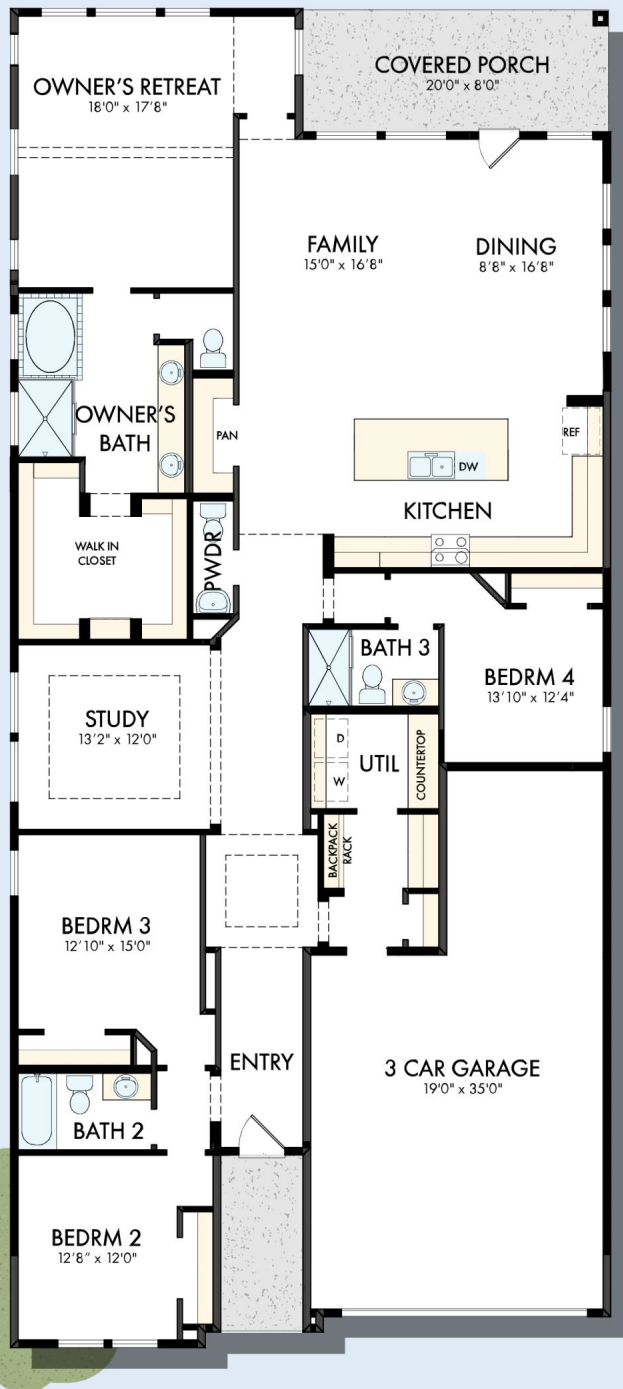 OWNER'S RETREAT
18'0" x 17'8"
COVERED PORCH
20'0" x 8'0"
FAMILY
15'0" x 16'8"
DINING
8'8" x 16'8"
OWNER'S
BATH
PAN
REF
DW
KITCHEN
WALK IN
CLOSET
PWDR
BATH 3
BEDRM 4
13'10" x 12'4"
STUDY
13'2" x 12'0"
D
W
UTIL
COUNTERTOP
BACKPACK
RACK
BEDRM 3
12'10" x 15'0"
ENTRY
3 CAR GARAGE
19'0" x 35'0"
BATH 2
BEDRM 2
12'8" x 12'0"